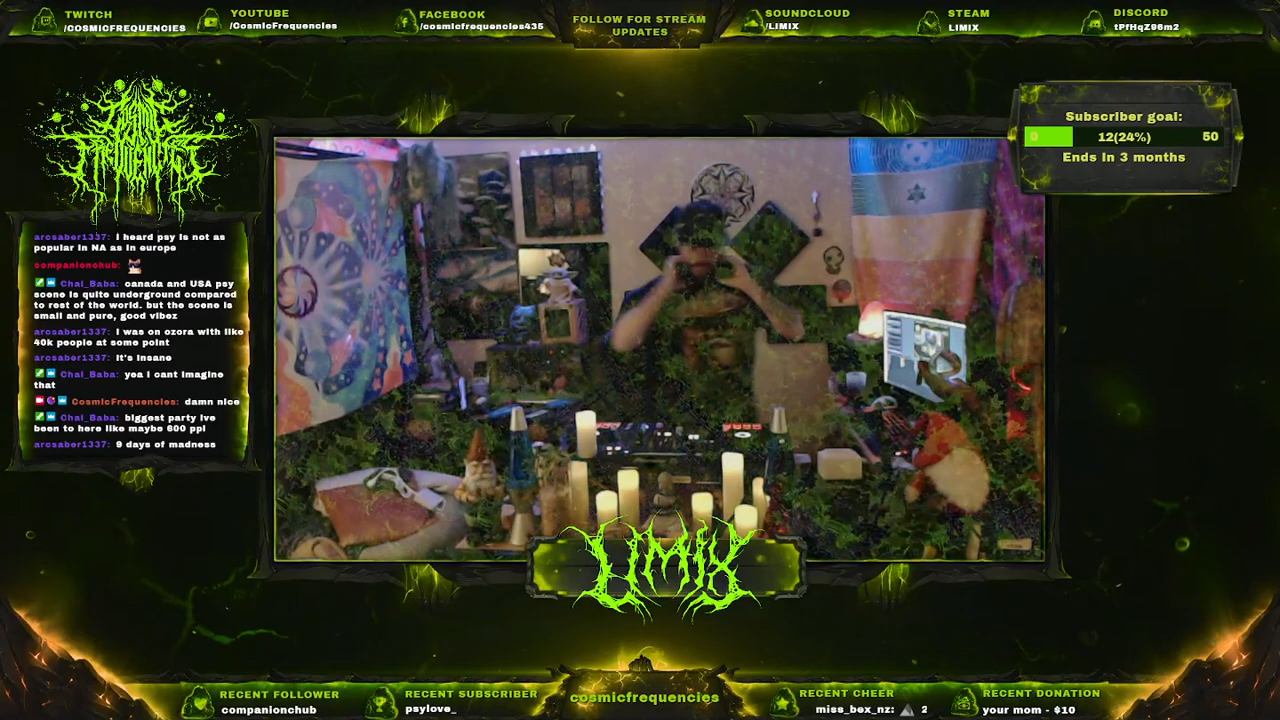 TWITCH
/COSMICFREQUENCIES
YOUTUBE
/CosmicFrequencies
FACEBOOK
/cosmicfrequencies435
FOLLOW FOR STREAM
UPDATES
SOUNDCLOUD
/LIMIX
STEAM
LIMIX
DISCORD
tPfHqZ96m2
COSMIC
FREQUENCIES
Subscriber goal:
0 12(24%) 50
Ends in 3 months
arcsaber1337: i heard psy is not as
popular in NA as in europe
companionchub:
Chai_Baba: canada and USA psy
scene is quite underground compared
to rest of the world. but the scene is
small and pure, good vibez
arcsaber1337: I was on ozora with like
40k people at some point
arcsaber1337: it's insane
Chai_Baba: yea i cant imagine
that
CosmicFrequencies: damn nice
Chai_Baba: biggest party ive
been to here like maybe 600 ppl
arcsaber1337: 9 days of madness
LIMIX
RECENT FOLLOWER
companionchub
RECENT SUBSCRIBER
psylove_
cosmicfrequencies
RECENT CHEER
miss_bex_nz: 2
RECENT DONATION
your mom - $10